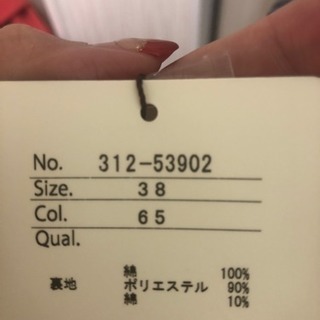 No. 312-53902
Size. 38
Col. 65
Qual.
綿 100%
裏地 ポリエステル 90%
綿 10%